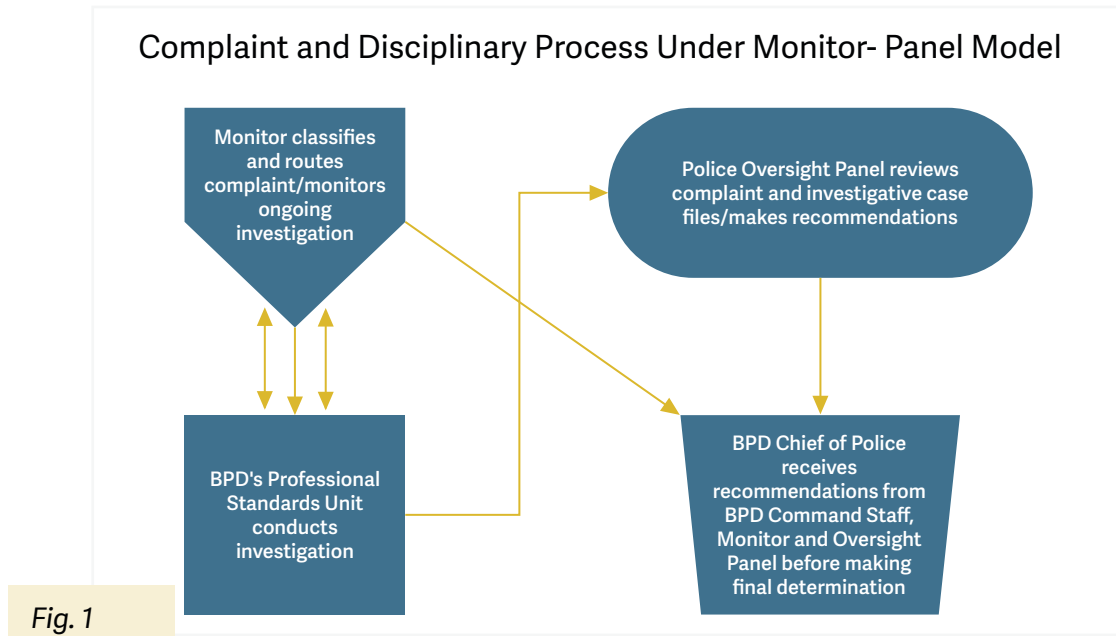 Complaint and Disciplinary Process Under Monitor- Panel Model
Monitor classifies
and routes
complaint/monitors
ongoing
investigation
Police Oversight Panel reviews
complaint and investigative case
files/makes recommendations
BPD's Professional
Standards Unit
conducts
investigation
BPD Chief of Police
receives
recommendations from
BPD Command Staff,
Monitor and Oversight
Panel before making
final determination
Fig. 1